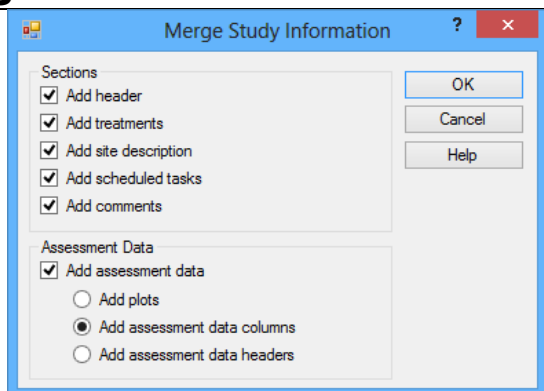 Merge Study Information
?
×
Sections
Add header
Add treatments
Add site description
Add scheduled tasks
Add comments
OK
Cancel
Help
Assessment Data
Add assessment data
Add plots
Add assessment data columns
Add assessment data headers